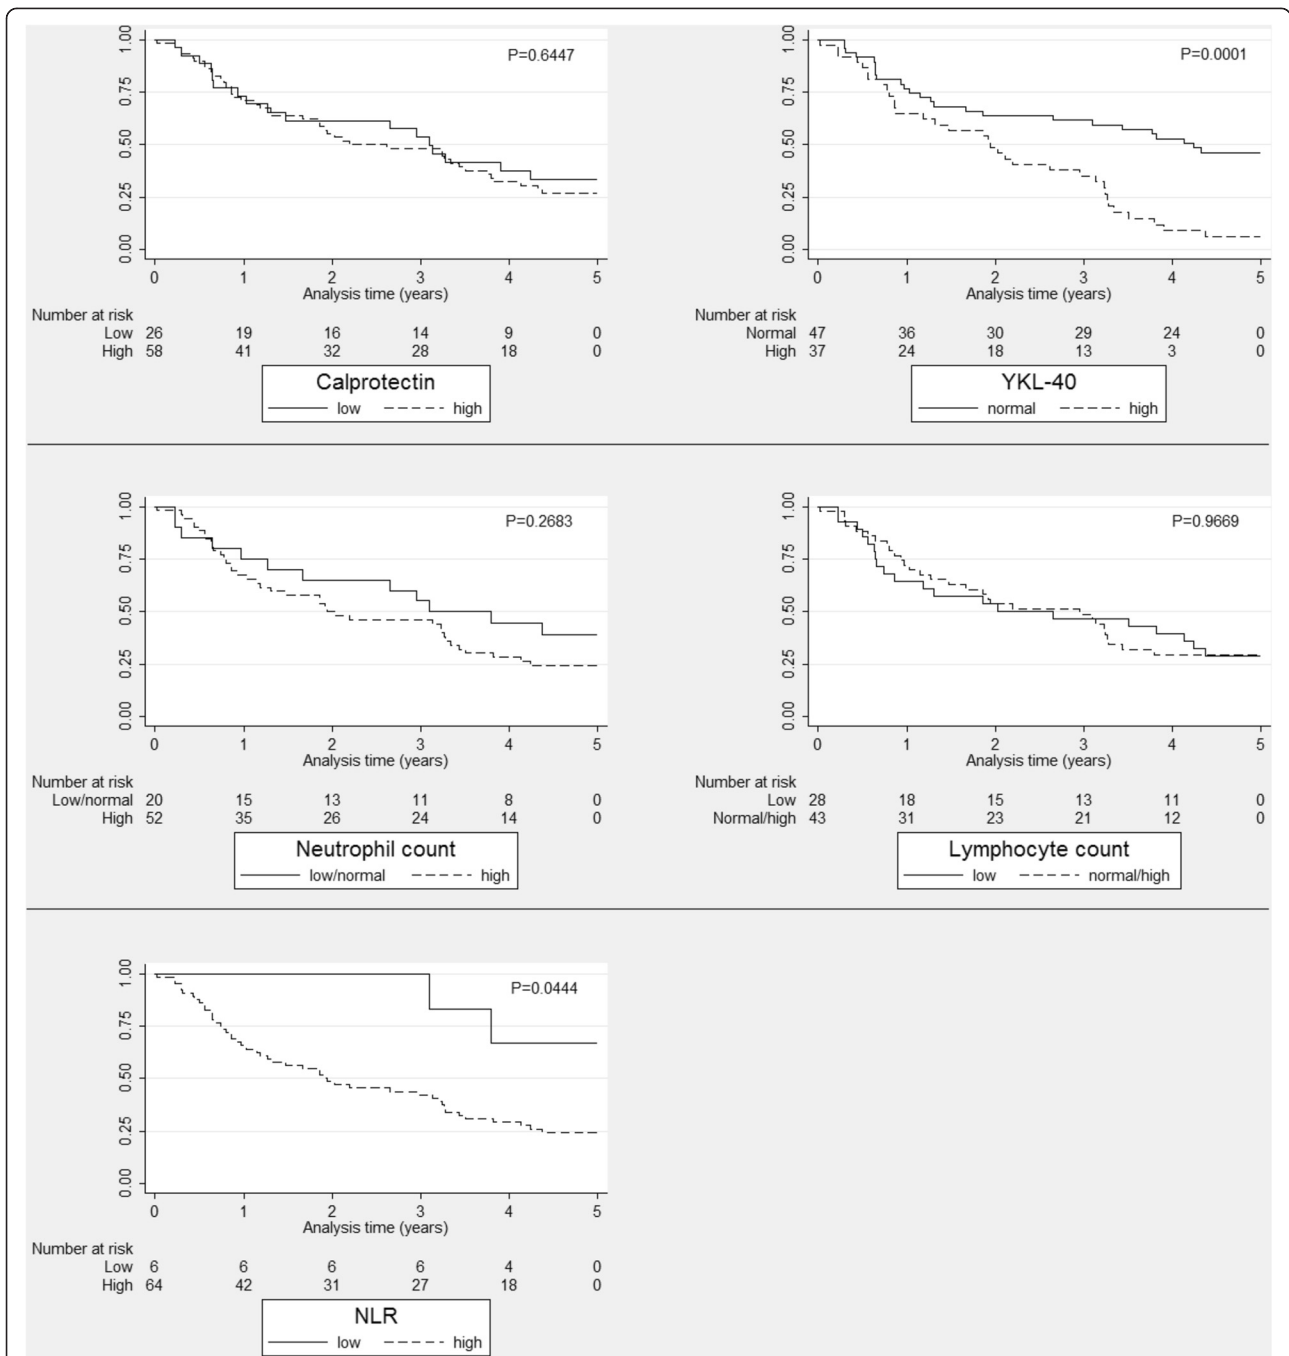 P=0.6447
1.00
0.75
0.50
0.25
0.00
0 1 2 3 4 5
Analysis time (years)
Number at risk
Low 26 19 16 14 9 0
High 58 41 32 28 18 0
Calprotectin
low high
P=0.0001
1.00
0.75
0.50
0.25
0.00
0 1 2 3 4 5
Analysis time (years)
Number at risk
Normal 47 36 30 29 24 0
High 37 24 18 13 3 0
YKL-40
normal high
P=0.2683
1.00
0.75
0.50
0.25
0.00
0 1 2 3 4 5
Analysis time (years)
Number at risk
Low/normal 20 15 13 11 8 0
High 52 35 26 24 14 0
Neutrophil count
low/normal high
P=0.9669
1.00
0.75
0.50
0.25
0.00
0 1 2 3 4 5
Analysis time (years)
Number at risk
Low 28 18 15 13 11 0
Normal/high 43 31 23 21 12 0
Lymphocyte count
low normal/high
P=0.0444
1.00
0.75
0.50
0.25
0.00
0 1 2 3 4 5
Analysis time (years)
Number at risk
Low 6 6 6 6 4 0
High 64 42 31 27 18 0
NLR
low high